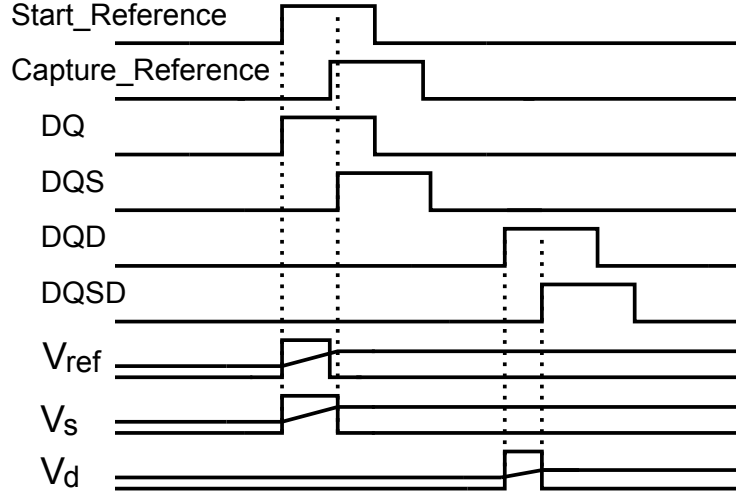 Start_Reference
Capture_Reference
DQ
DQS
DQD
DQSD
Vref
Vs
Vd